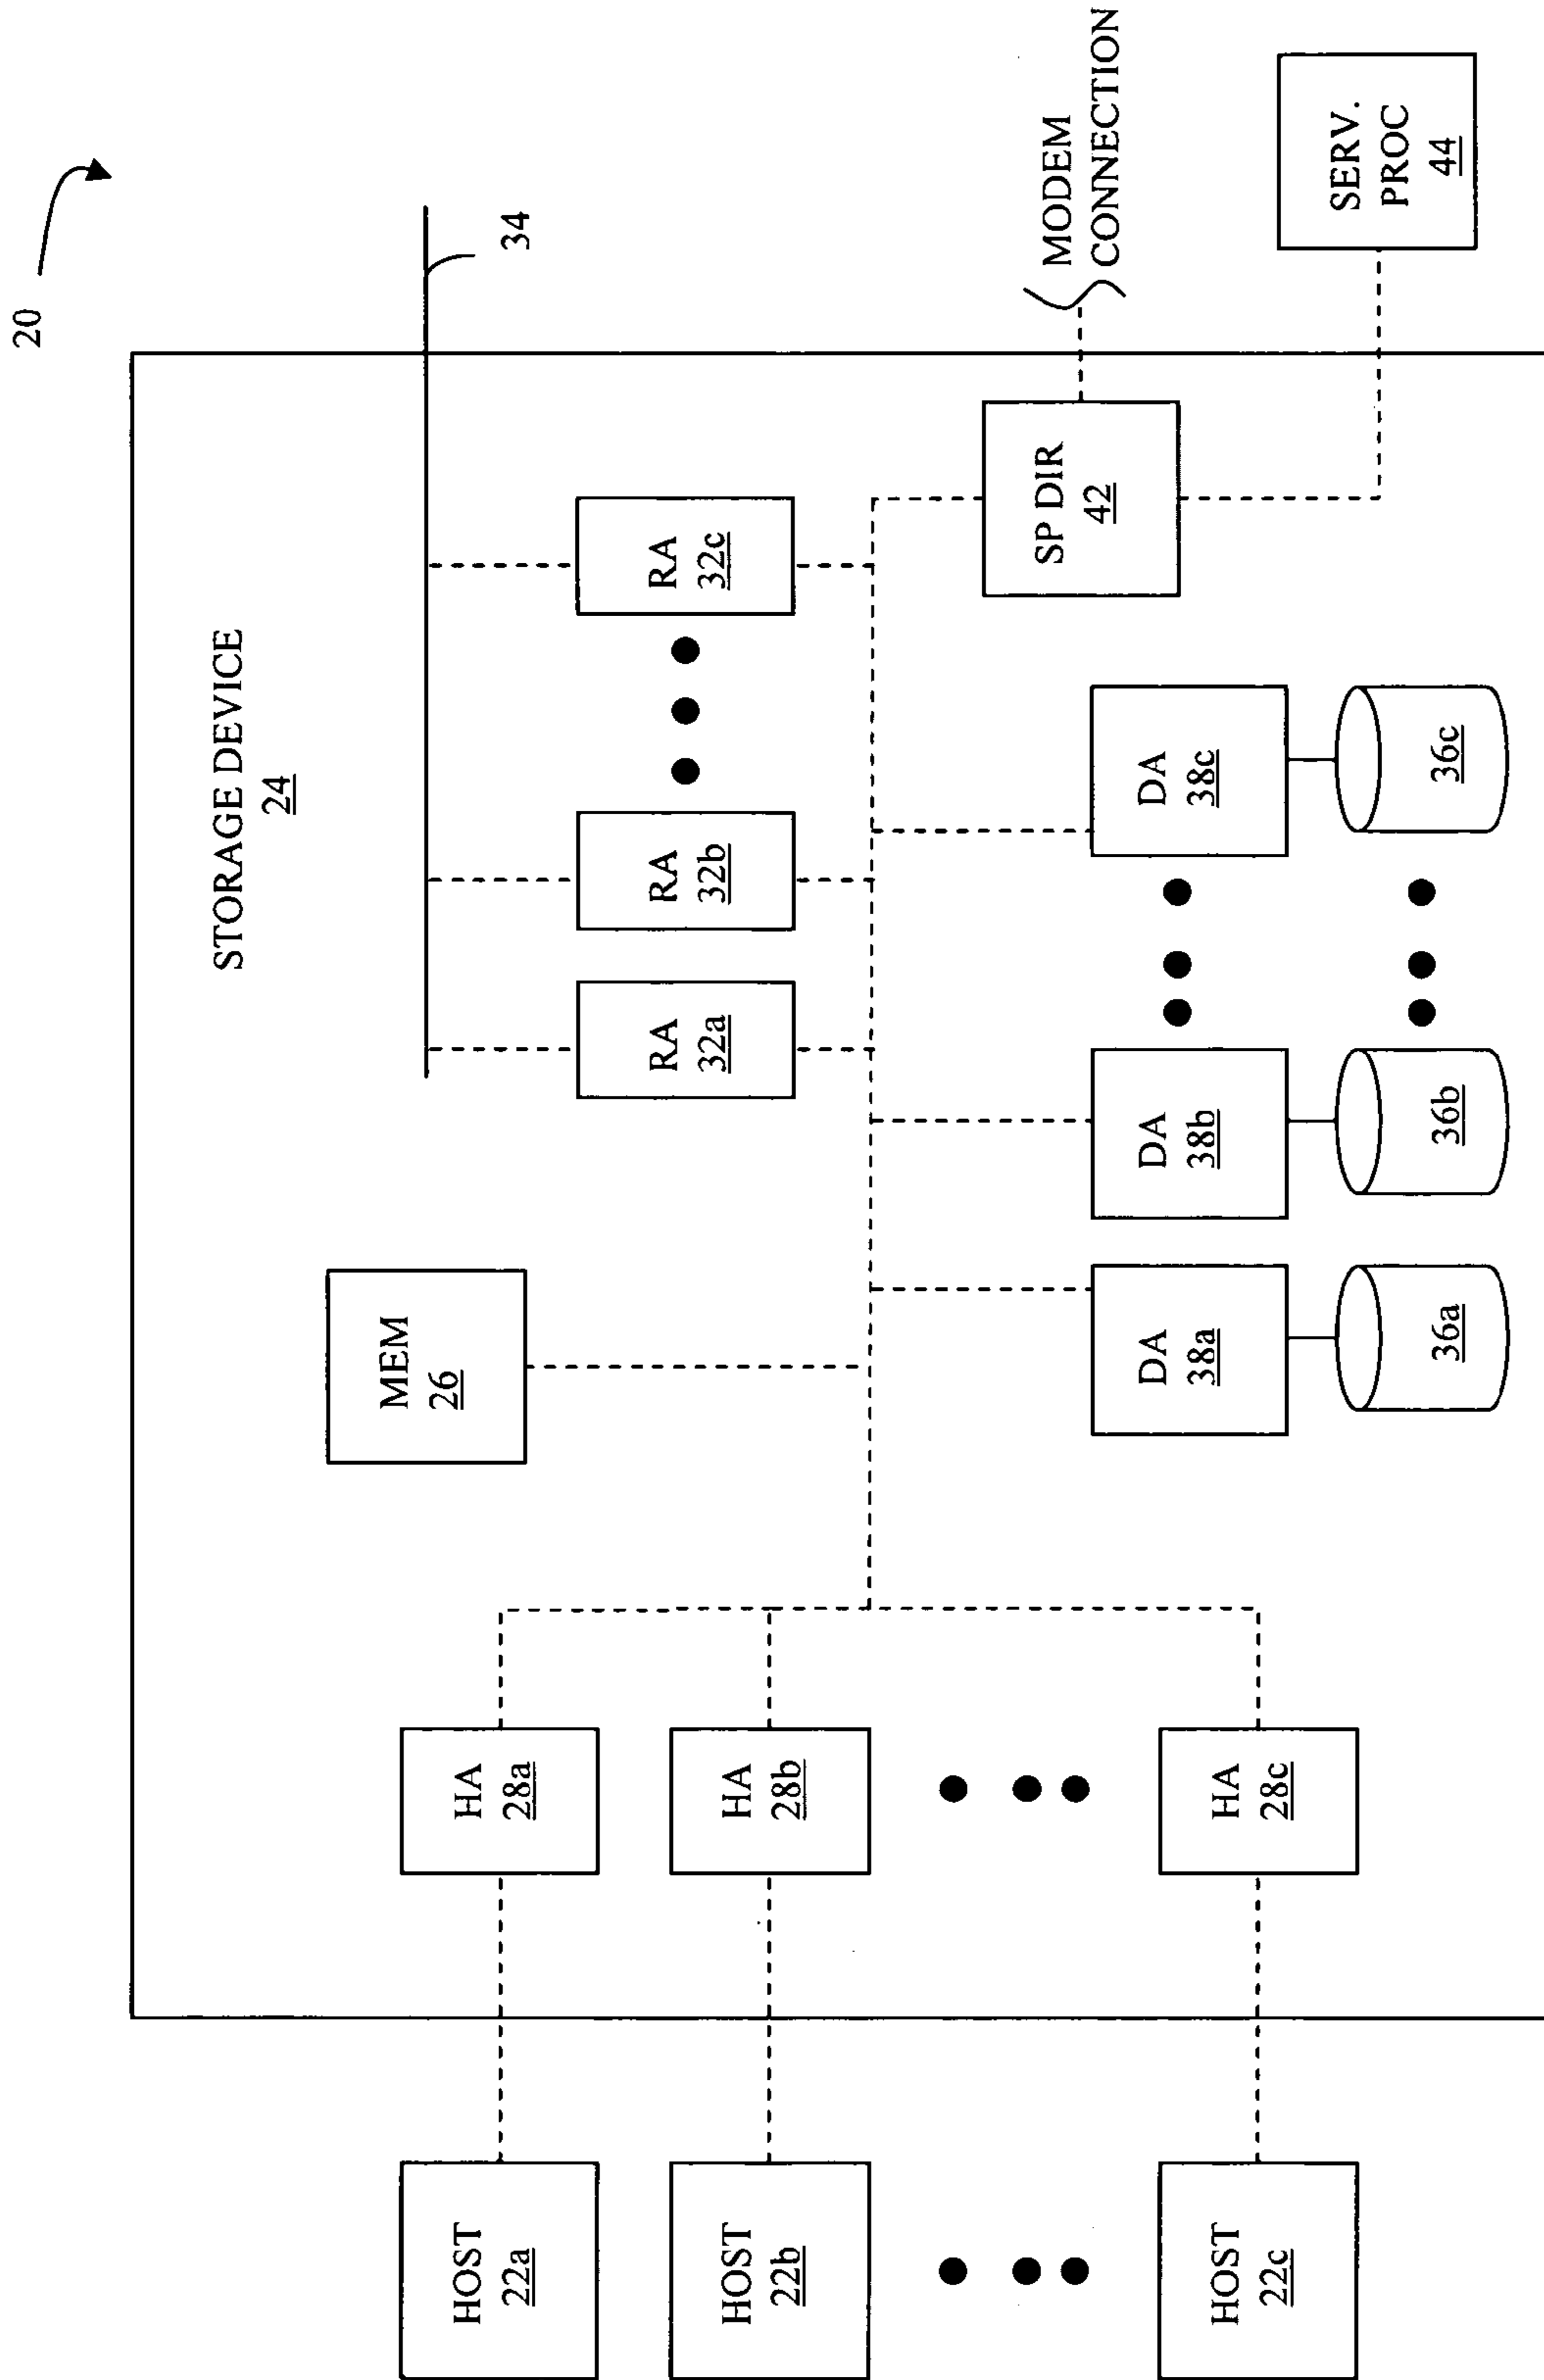 20
STORAGE DEVICE
24
34
MEM
26
RA
32a
RA
32b
RA
32c
HOST
22a
HA
28a
HOST
22b
HA
28b
HOST
22c
HA
28c
SP DIR
42
MODEM
CONNECTION
DA
38a
DA
38b
DA
38c
36a
36b
36c
SERV.
PROC
44